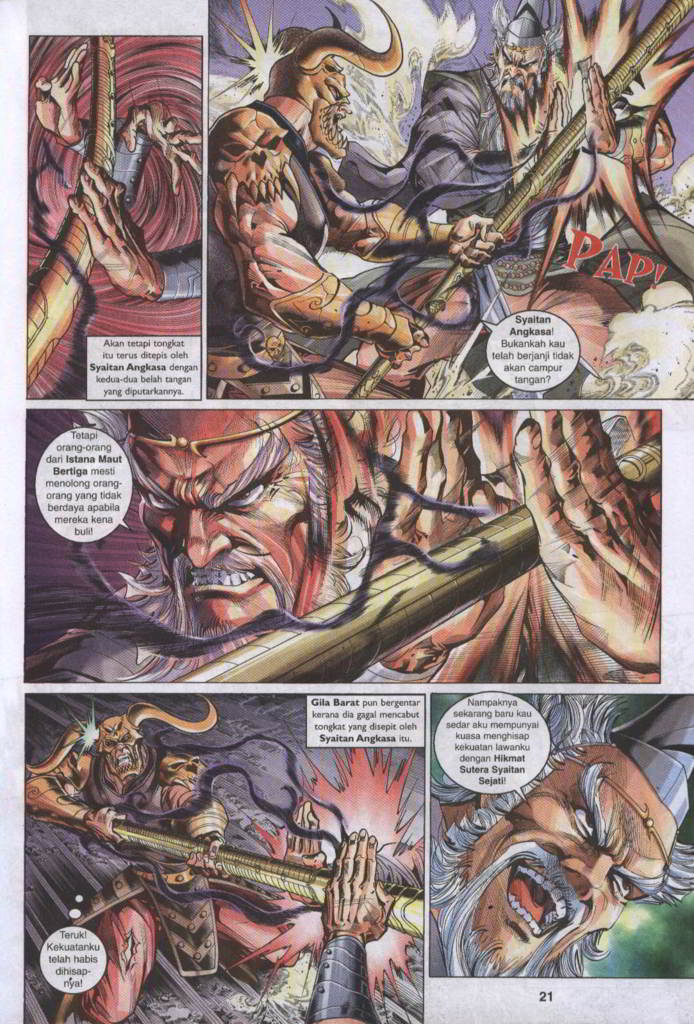 Akan tetapi tongkat
itu terus ditepis oleh
Syaitan Angkasa dengan
kedua-dua belah tangan
yang diputarkannya.
PAP!
Syaitan
Angkasa!
Bukankah kau
telah berjanji tidak
akan campur
tangan?
Tetapi
orang-orang
dari Istana Maut
Bertiga mesti
menolong orang-
orang yang tidak
berdaya apabila
mereka kena
buli!
Gila Barat pun bergentar
kerana dia gagal mencabut
tongkat yang disepit oleh
Syaitan Angkasa itu.
Teruk!
Kekuatanku
telah habis
dihisap-
nya!
Nampaknya
sekarang baru kau
sedar aku mempunyai
kuasa menghisap
kekuatan lawanku
dengan Hikmat
Sutera Syaitan
Sejati!
21